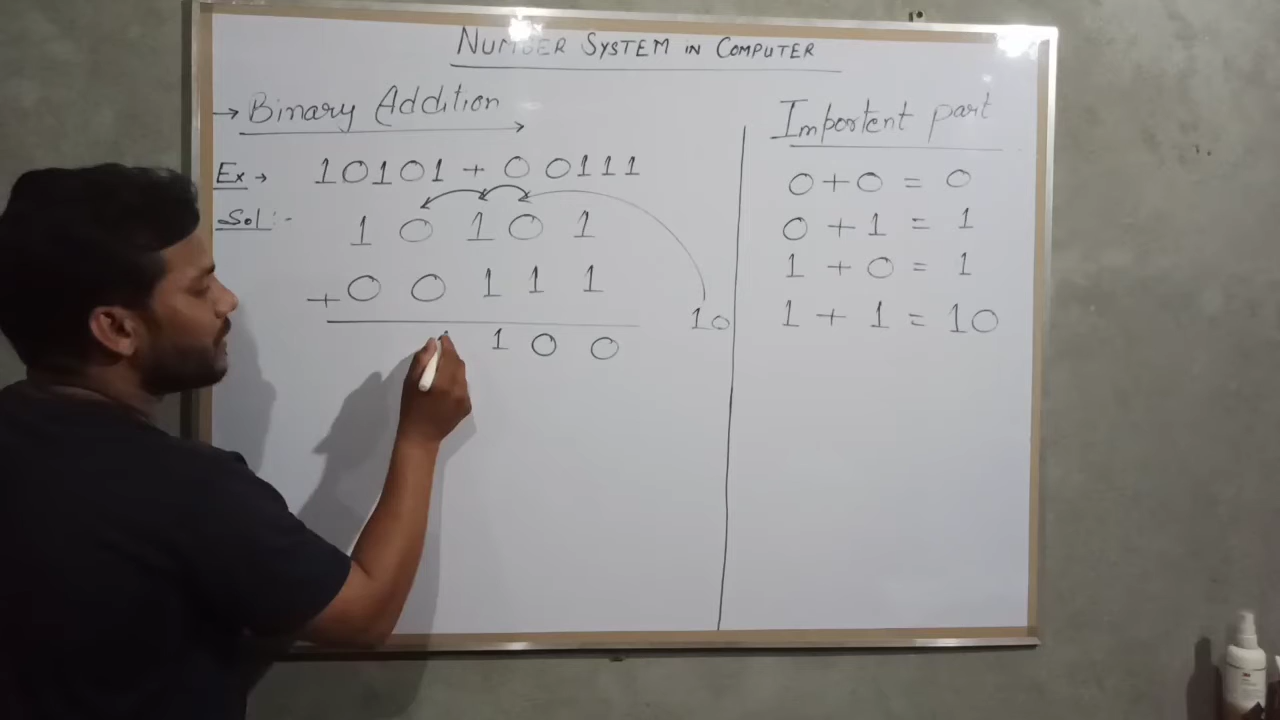 NUMBER SYSTEM IN COMPUTER
→ Binary Addition
Ex → 10101 + 00111
Sol:-
1 0 1 0 1
+ 0 0 1 1 1
1 0 0
10
Importent part
0 + 0 = 0
0 + 1 = 1
1 + 0 = 1
1 + 1 = 10